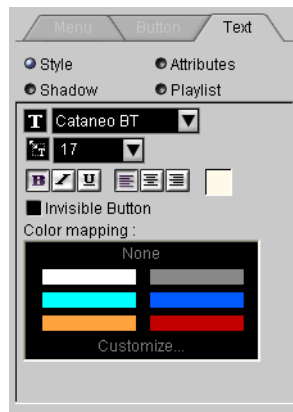 Menu Button Text
Style Attributes
Shadow Playlist
T Cataneo BT
T 17
B I U
Invisible Button
Color mapping :
None
Customize...